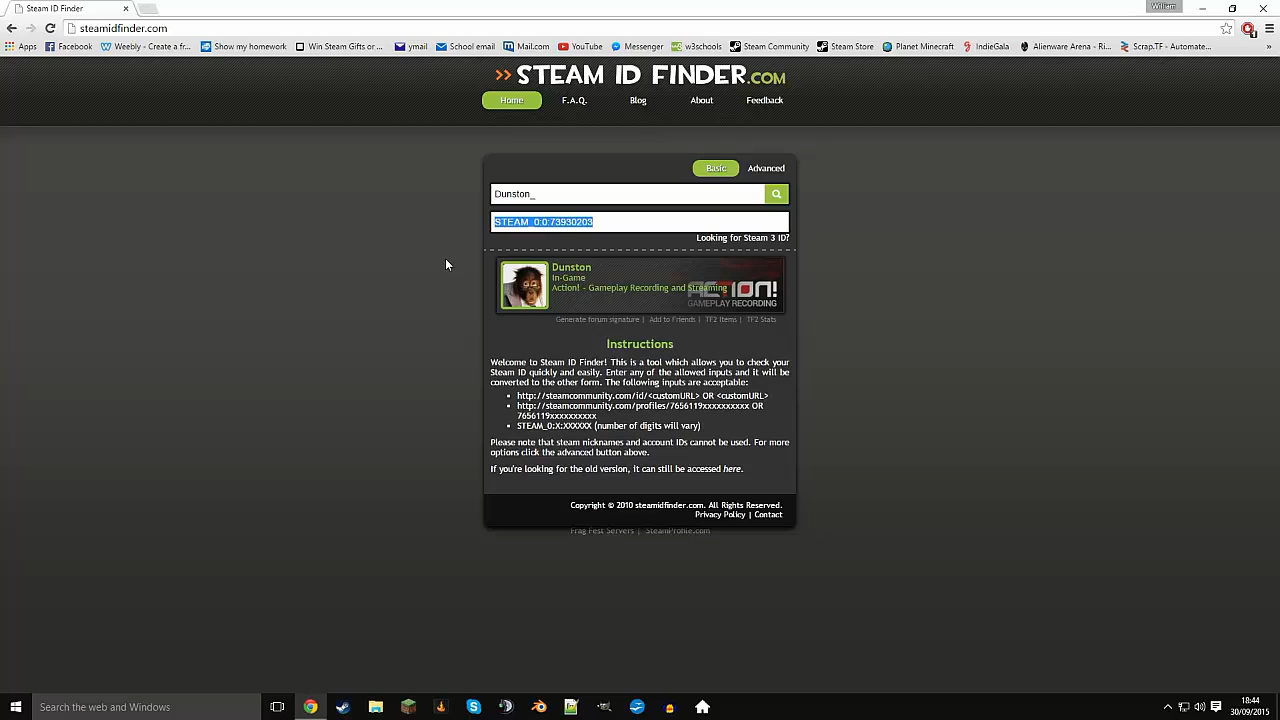 Steam ID Finder
William
steamidfinder.com
Apps Facebook Weebly - Create a fr... Show my homework Win Steam Gifts or... ymail School email Mail.com YouTube Messenger w3schools Steam Community Steam Store Planet Minecraft IndieGala Alienware Arena - Ri... Scrap.TF - Automate... »
>> STEAM ID FINDER.COM
Home F.A.Q. Blog About Feedback
Basic Advanced
Dunston_
STEAM_0:0:73930203
Looking for Steam 3 ID?
Dunston
In-Game
Action! - Gameplay Recording and Streaming
ACTION!
GAMEPLAY RECORDING
Generate forum signature | Add to Friends | TF2 Items | TF2 Stats
Instructions
Welcome to Steam ID Finder! This is a tool which allows you to check your
Steam ID quickly and easily. Enter any of the allowed inputs and it will be
converted to the other form. The following inputs are acceptable:
• http://steamcommunity.com/id/<customURL> OR <customURL>
• http://steamcommunity.com/profiles/7656119xxxxxxxxxx OR
7656119xxxxxxxxxx
• STEAM_0:X:XXXXXX (number of digits will vary)
Please note that steam nicknames and account IDs cannot be used. For more
options click the advanced button above.
If you're looking for the old version, it can still be accessed here.
Copyright © 2010 steamidfinder.com. All Rights Reserved.
Privacy Policy | Contact
Frag Fest Servers | SteamProfile.com
Search the web and Windows
18:44
30/09/2015